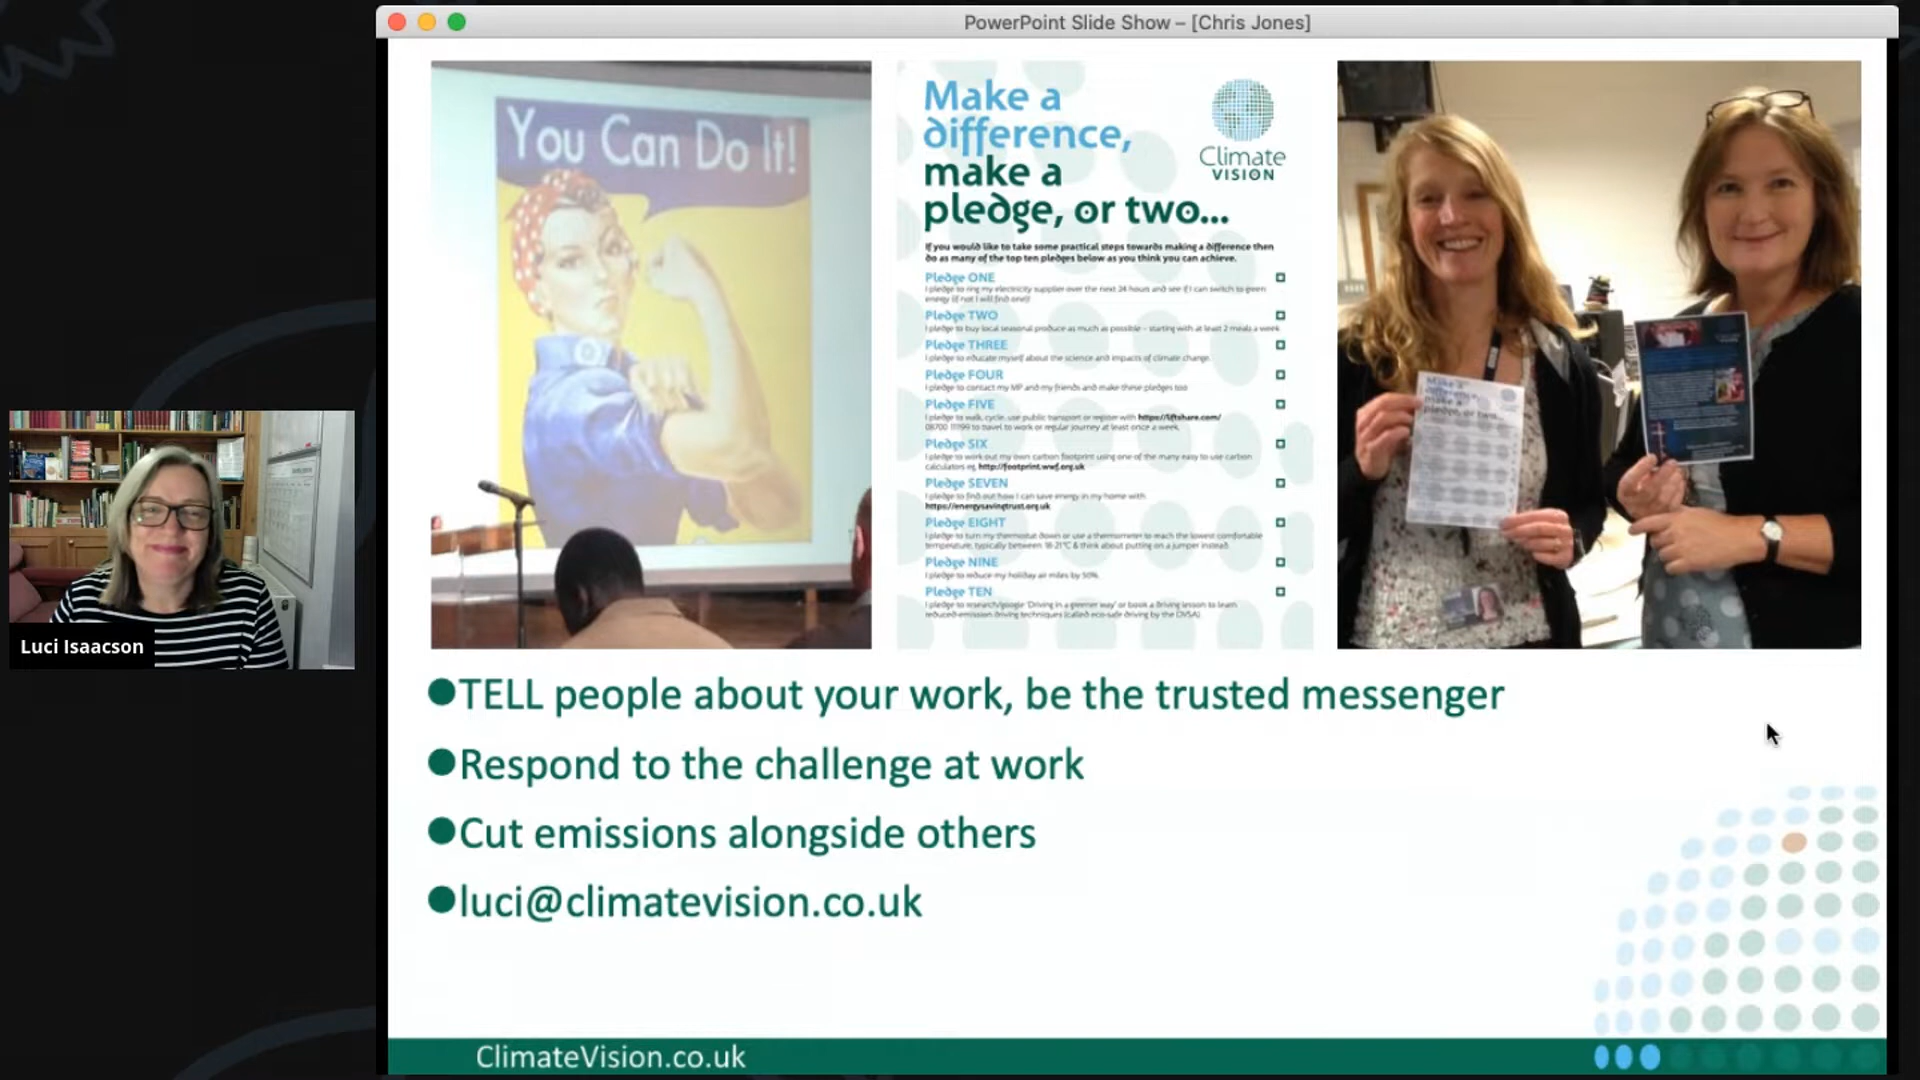 PowerPoint Slide Show – [Chris Jones]
You Can Do It!
Make a
difference,
make a
pledge, or two...
Climate
VISION
If you would like to take some practical steps towards making a difference then
do as many of the top ten pledges below as you think you can achieve.
Pledge ONE
I pledge to ring my electricity supplier over the next 24 hours and see if I can switch to green
energy (if not I will find one)!
Pledge TWO
I pledge to buy local seasonal produce as much as possible – starting with at least 2 meals a week
Pledge THREE
I pledge to educate myself about the science and impacts of climate change.
Pledge FOUR
I pledge to contact my MP and my friends and make these pledges too
Pledge FIVE
I pledge to walk, cycle, use public transport or register with https://liftshare.com/
08700 11199 to travel to work or regular journey at least once a week.
Pledge SIX
I pledge to work out my own carbon footprint using one of the many easy to use carbon
calculators eg. http://footprint.wwf.org.uk
Pledge SEVEN
I pledge to find out how I can save energy in my home with
https://energysavingtrust.org.uk
Pledge EIGHT
I pledge to turn my thermostat down or use a thermometer to reach the lowest comfortable
temperature, typically between 18-21°C & think about putting on a jumper instead.
Pledge NINE
I pledge to reduce my holiday air miles by 50%
Pledge TEN
I pledge to research/google 'Driving in a greener way' or book a driving lesson to learn
reduced-emission driving techniques (called eco-safe driving by the DVSA)
Make a
difference,
make a
pledge, or two...
Luci Isaacson
●TELL people about your work, be the trusted messenger
●Respond to the challenge at work
●Cut emissions alongside others
●luci@climatevision.co.uk
ClimateVision.co.uk